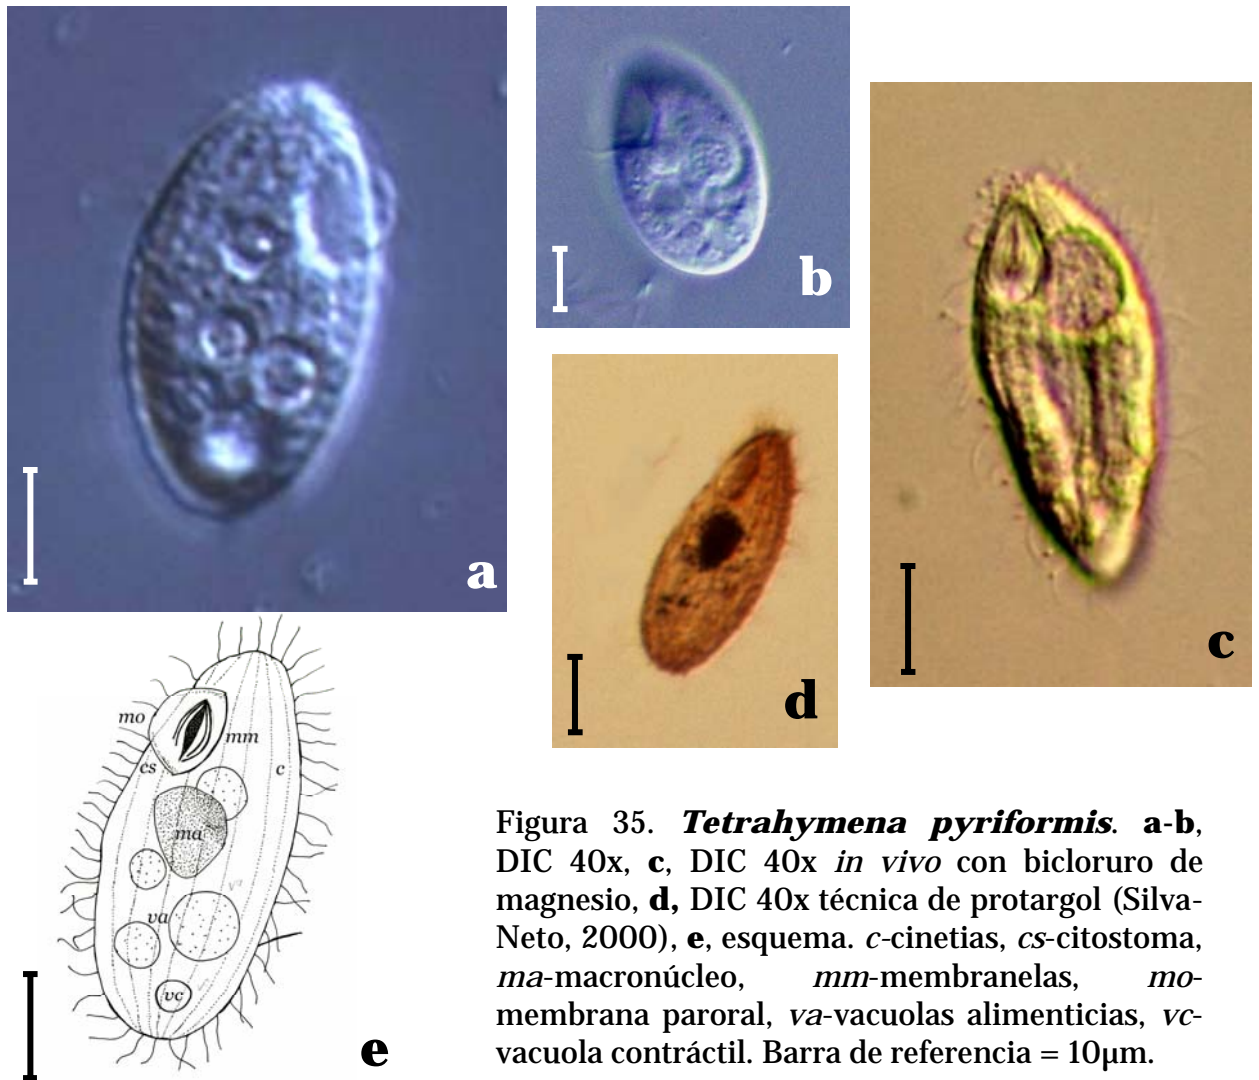 a
b
c
d
mo
mm
cs
c
ma
va
vc
e
Figura 35. Tetrahymena pyriformis. a-b,
DIC 40x, c, DIC 40x in vivo con bicloruro de
magnesio, d, DIC 40x técnica de protargol (Silva-
Neto, 2000), e, esquema. c-cinetias, cs-citostoma,
ma-macronúcleo, mm-membranelas, mo-
membrana paroral, va-vacuolas alimenticias, vc-
vacuola contráctil. Barra de referencia = 10µm.